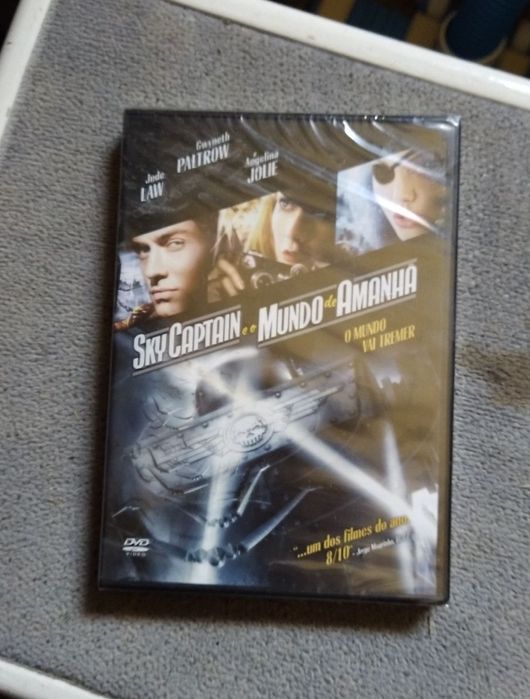 Jude
LAW
Gwyneth
PALTROW
e Angelina
JOLIE
SKY CAPTAIN e o MUNDO de AMANHÃ
O MUNDO
VAI TREMER
"...um dos filmes do ano
8/10" - Jorge
DVD
VIDEO